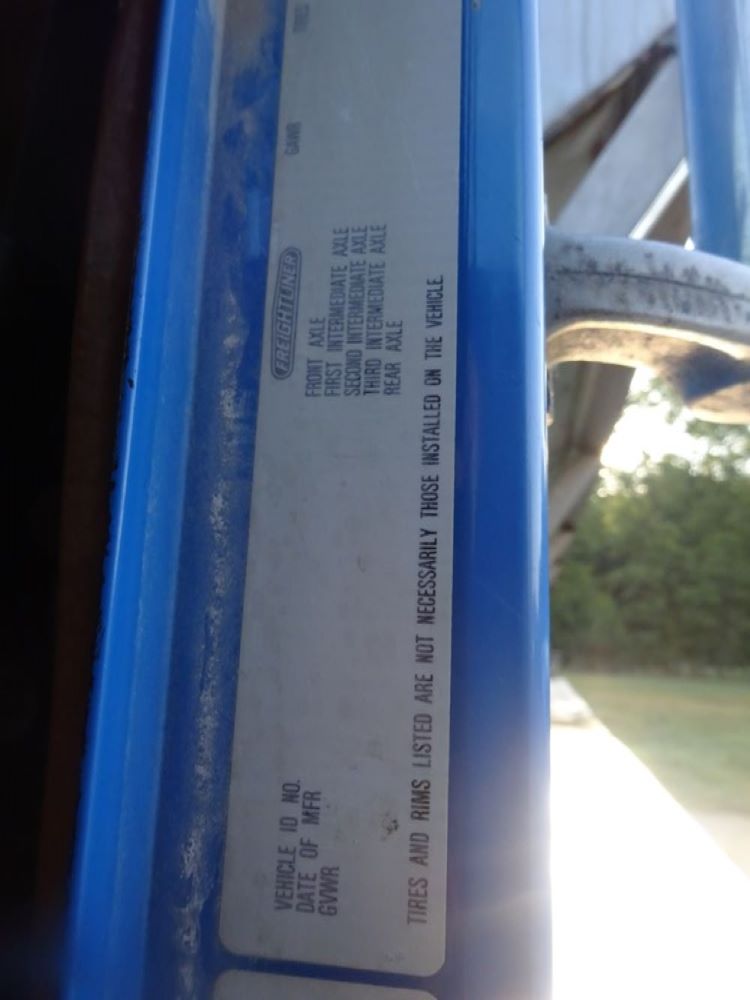 VEHICLE ID NO.
DATE OF MFR
GVWR
FREIGHTLINER
FRONT AXLE
FIRST INTERMEDIATE AXLE
SECOND INTERMEDIATE AXLE
THIRD INTERMEDIATE AXLE
REAR AXLE
GAWR
TIRES AND RIMS LISTED ARE NOT NECESSARILY THOSE INSTALLED ON THE VEHICLE